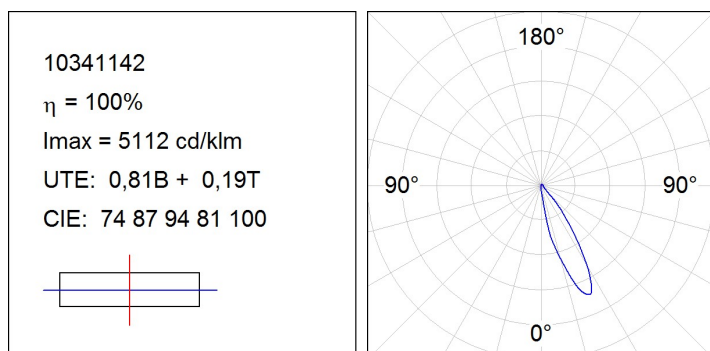 10341142
η = 100%
Imax = 5112 cd/klm
UTE: 0,81B + 0,19T
CIE: 74 87 94 81 100
180°
90° 90°
0°